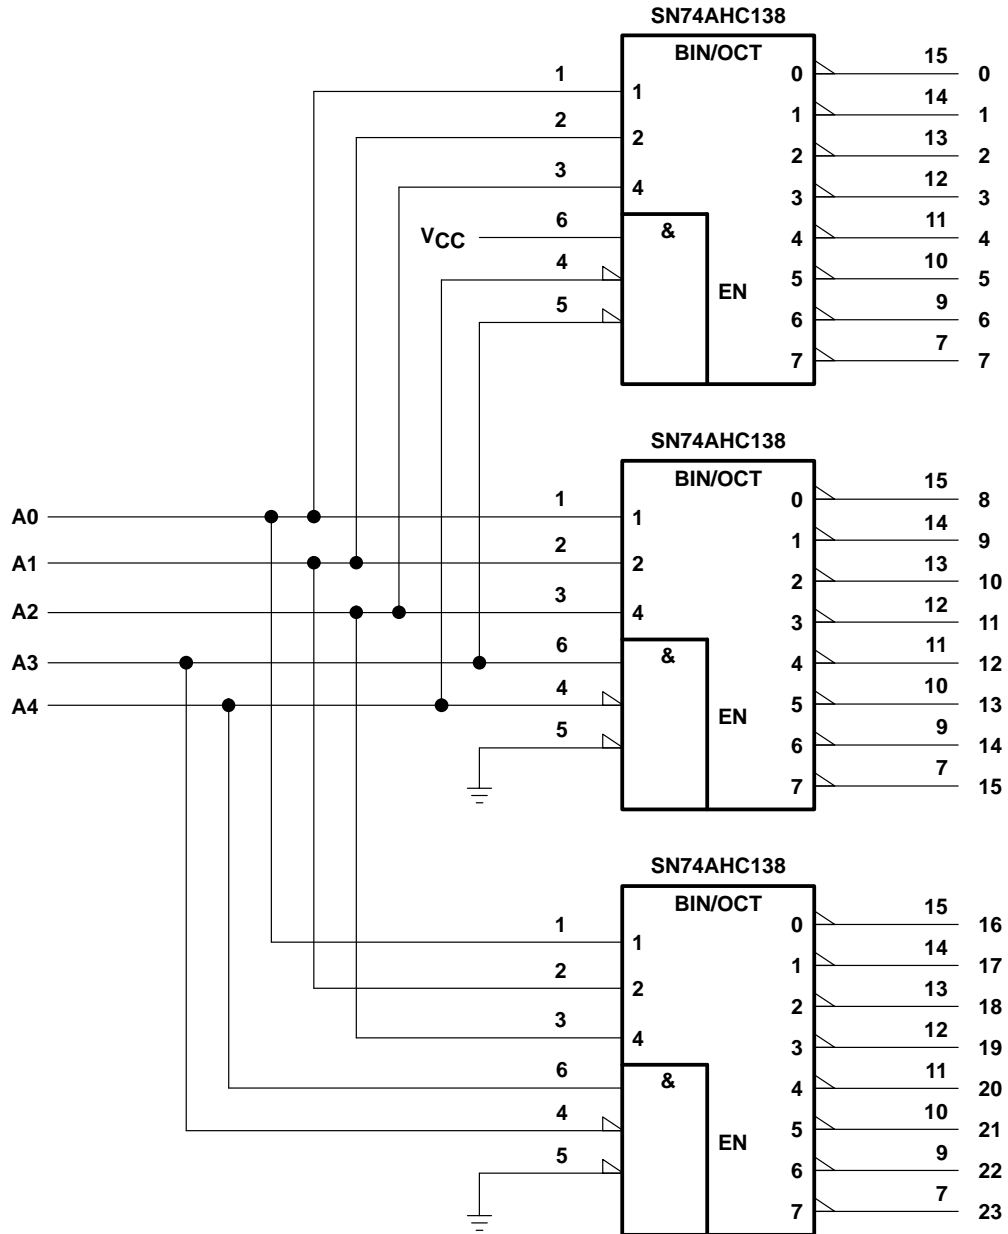 SN74AHC138
BIN/OCT
1 1
2 2
3 4
VCC 6 &
4
5
EN
0 15 0
1 14 1
2 13 2
3 12 3
4 11 4
5 10 5
6 9 6
7 7 7
SN74AHC138
BIN/OCT
A0 1 1
A1 2 2
A2 3 4
A3 6 &
A4 4
5
EN
0 15 8
1 14 9
2 13 10
3 12 11
4 11 12
5 10 13
6 9 14
7 7 15
SN74AHC138
BIN/OCT
1 1
2 2
3 4
6 &
4
5
EN
0 15 16
1 14 17
2 13 18
3 12 19
4 11 20
5 10 21
6 9 22
7 7 23